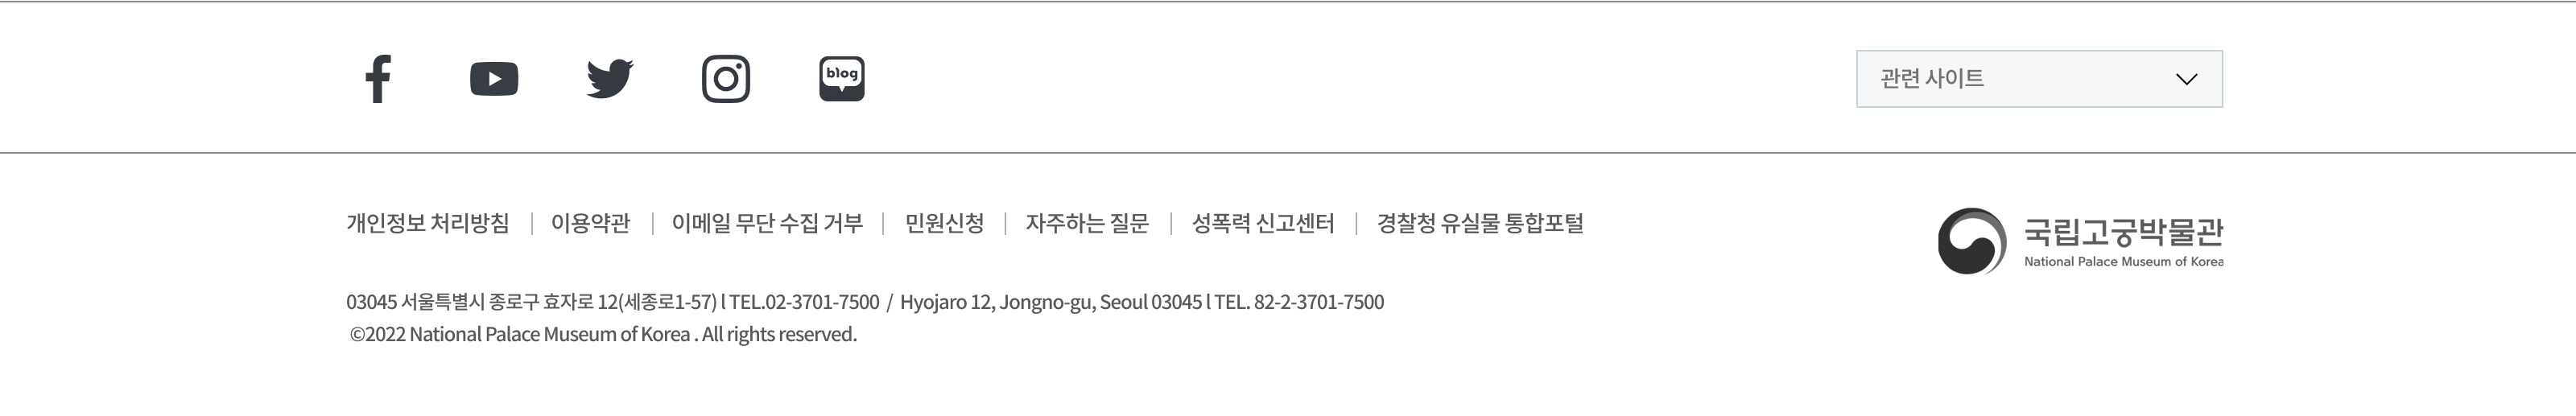 blog
관련 사이트
개인정보 처리방침 | 이용약관 | 이메일 무단 수집 거부 | 민원신청 | 자주하는 질문 | 성폭력 신고센터 | 경찰청 유실물 통합포털
국립고궁박물관
National Palace Museum of Korea
03045 서울특별시 종로구 효자로 12(세종로1-57) l TEL.02-3701-7500 / Hyojaro 12, Jongno-gu, Seoul 03045 l TEL. 82-2-3701-7500
©2022 National Palace Museum of Korea . All rights reserved.